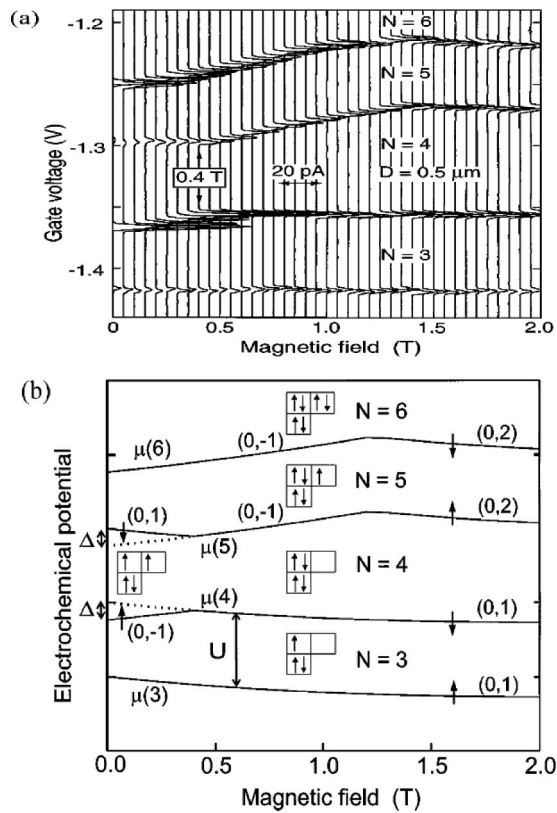 (a)
-1.2
-1.3
-1.4
Gate voltage (V)
N = 6
N = 5
N = 4
D = 0.5 µm
20 pA
0.4 T
N = 3
0 0.5 1.0 1.5 2.0
Magnetic field (T)
(b)
Electrochemical potential
N = 6
(0,2)
(0,-1)
μ(6)
N = 5
(0,2)
(0,1)
(0,-1)
Δ
μ(5)
N = 4
μ(4)
(0,1)
Δ
(0,-1)
U
N = 3
(0,1)
μ(3)
0.0 0.5 1.0 1.5 2.0
Magnetic field (T)